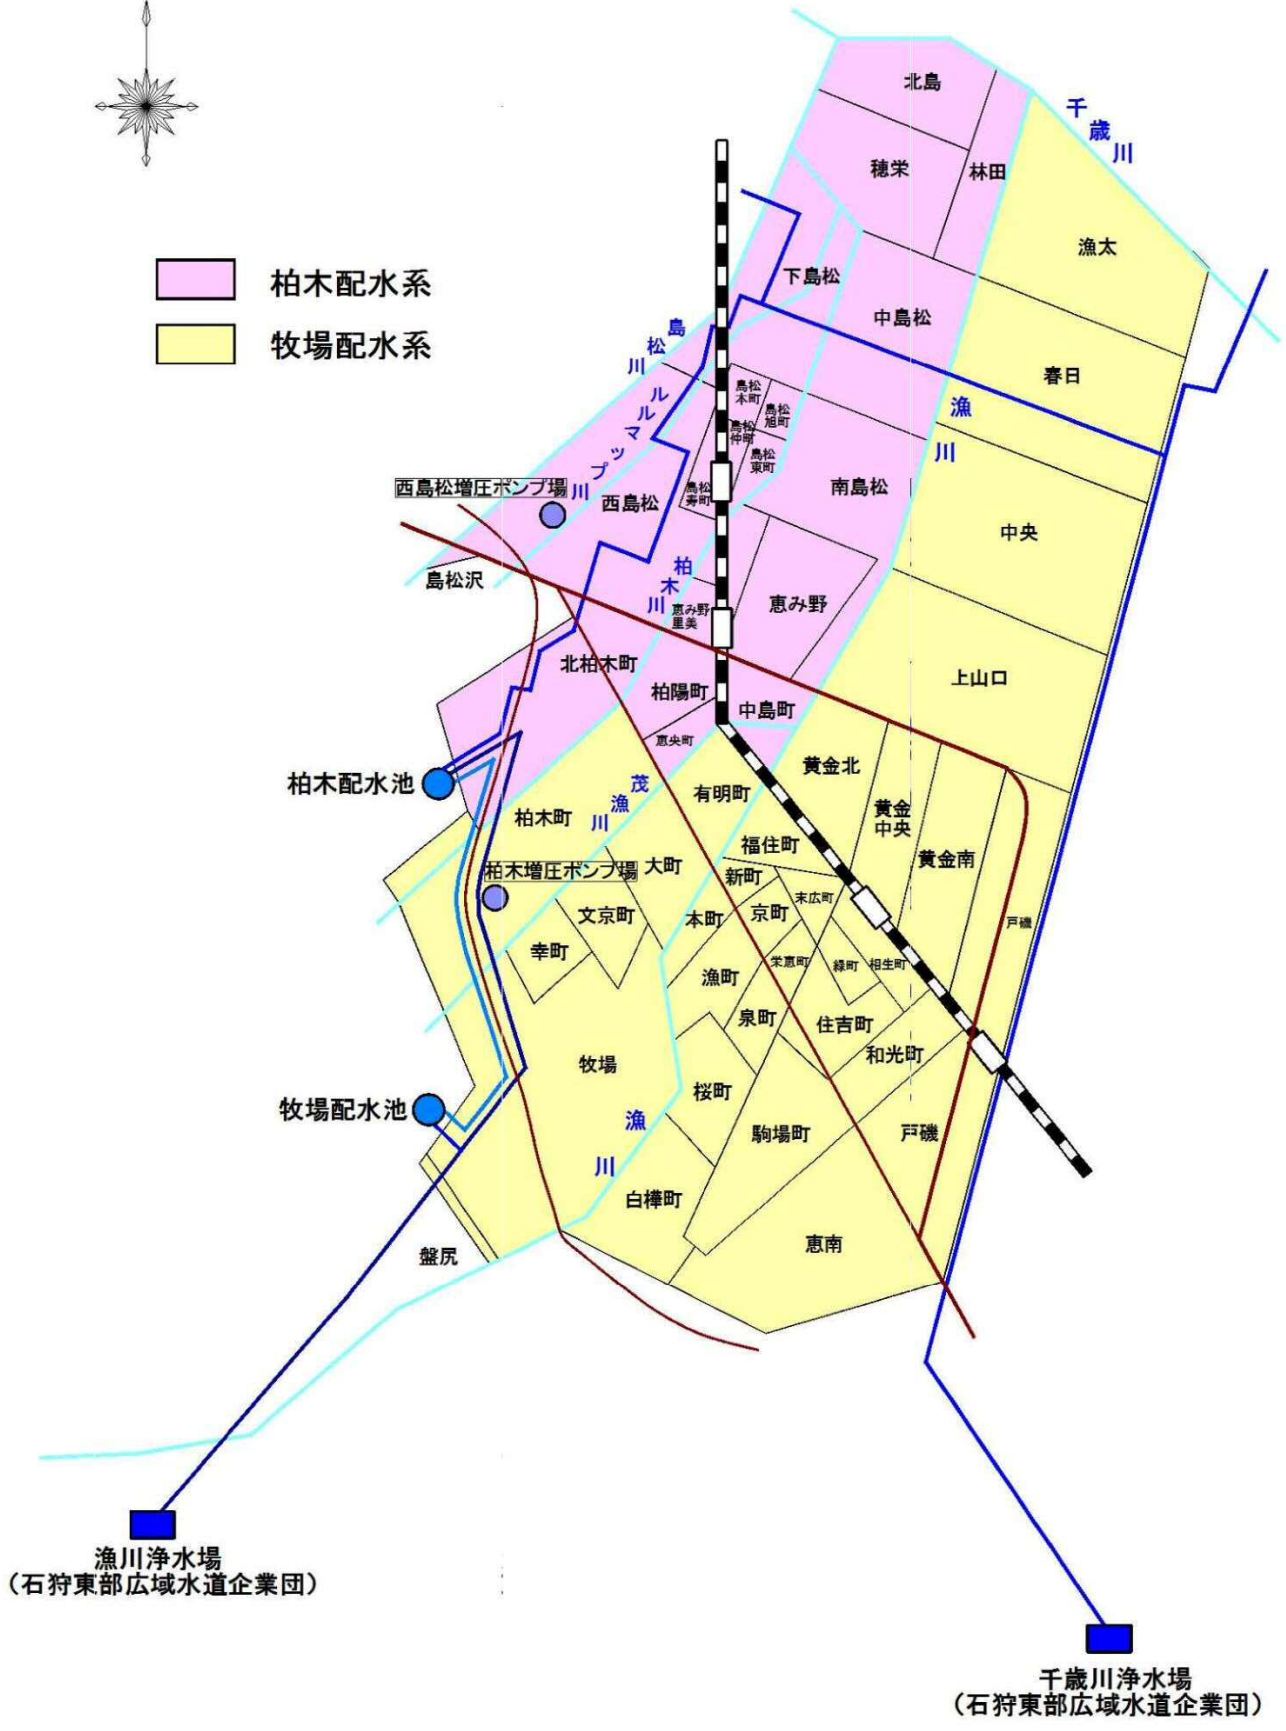 北島
千歳川
穂栄
林田
漁太
下島松
柏木配水系
中島松
島松川
牧場配水系
春日
島松
木町
ルルマップ川
漁川
島松
旭町
島松
仲町
島松
東町
西島松増圧ポンプ場
南島松
島松
寿町
西島松
中央
柏木川
島松沢
恵み野
恵み野
里美
北柏木町
上山口
柏陽町
中島町
恵央町
黄金北
柏木配水池
茂漁川
有明町
黄金
中央
柏木町
福住町
黄金南
大町
柏木増圧ポンプ場
新町
末広町
文京町
本町
京町
戸磯
幸町
栄恵町
緑町
相生町
漁町
泉町
住吉町
和光町
牧場
桜町
牧場配水池
漁川
駒場町
戸磯
白樺町
恵南
盤尻
漁川浄水場
（石狩東部広域水道企業団）
千歳川浄水場
（石狩東部広域水道企業団）